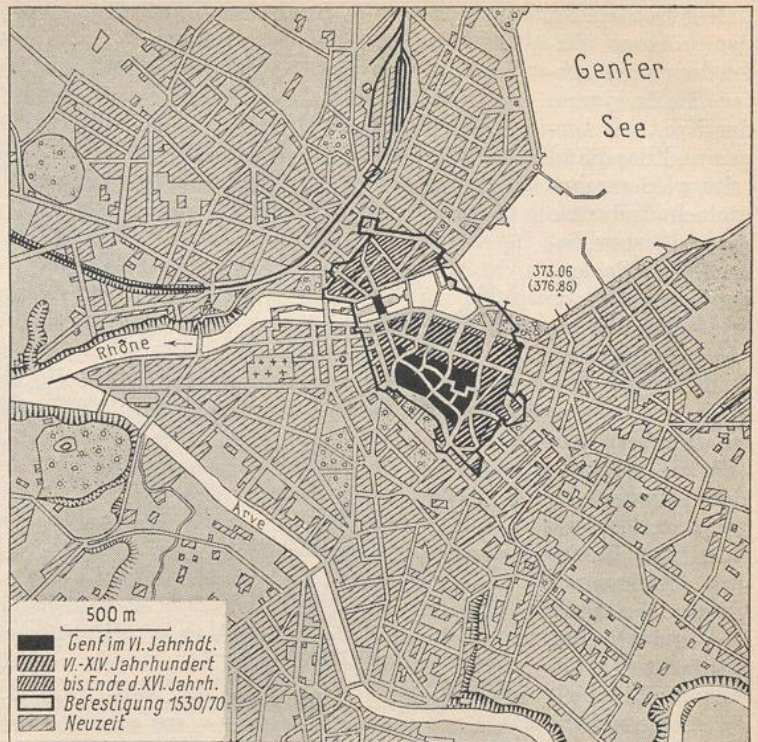 Genfer
See
373.06
(376.86)
Rhône
Arve
500 m
Genf im VI. Jahrhdt.
VI.-XIV. Jahrhundert
bis Ende d. XVI. Jahrh.
Befestigung 1530/70
Neuzeit